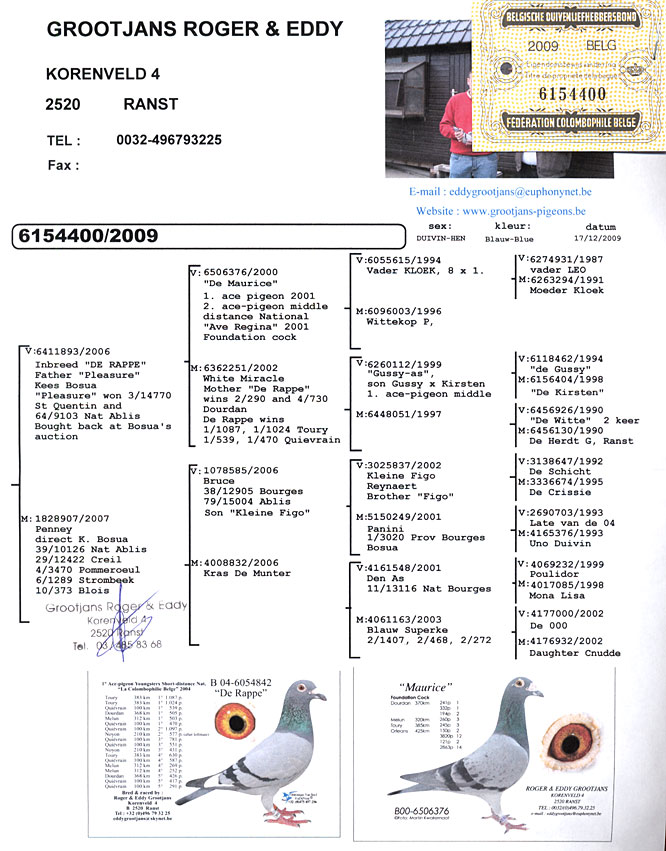 GROOTJANS ROGER & EDDY
KORENVELD 4
2520 RANST
TEL : 0032-496793225
Fax :
BELGISCHE DUIVENLIEFHEBBERSBOND
2009 BELG
6154400
FEDERATION COLOMBOPHILE BELGE
E-mail : eddygrootjans@euphonynet.be
Website : www.grootjans-pigeons.be
6154400/2009
sex: kleur: datum
DUIVIN-HEN Blauw-Blue 17/12/2009
V:6411893/2006
Inbreed "DE RAPPE"
Father "Pleasure"
Kees Bosua
"Pleasure" won 3/14770
St Quentin and
64/9103 Nat Ablis
Bought back at Bosua's
auction
M:1828907/2007
Penney
direct K. Bosua
39/10126 Nat Ablis
29/12422 Creil
4/3470 Pommeroeul
6/1289 Strombeek
10/373 Blois
Grootjans Roger & Eddy
Korenveld 4
2520 Ranst
Tel. 03/485 83 68
V:6506376/2000
"De Maurice"
1. ace pigeon 2001
2. ace-pigeon middle
distance National
"Ave Regina" 2001
Foundation cock
M:6362251/2002
White Miracle
Mother "De Rappe"
wins 2/290 and 4/730
Dourdan
De Rappe wins
1/1087, 1/1024 Toury
1/539, 1/470 Quievrain
V:1078585/2006
Bruce
38/12905 Bourges
79/15004 Ablis
Son "Kleine Figo"
M:4008832/2006
Kras De Munter
V:6055615/1994
Vader KLOEK, 8 x 1.
M:6096003/1996
Wittekop P,
V:6260112/1999
"Gussy-as",
son Gussy x Kirsten
1. ace-pigeon middle
M:6448051/1997
V:3025837/2002
Kleine Figo
Reynaert
Brother "Figo"
M:5150249/2001
Panini
1/3020 Prov Bourges
Bosua
V:4161548/2001
Den As
11/13116 Nat Bourges
M:4061163/2003
Blauw Superke
2/1407, 2/468, 2/272
V:6274931/1987
vader LEO
M:6263294/1991
Moeder Kloek
V:6118462/1994
"de Gussy"
M:6156404/1998
"De Kirsten"
V:6456926/1990
"De Witte" 2 keer
M:6456130/1990
De Herdt G, Ranst
V:3138647/1992
De Schicht
M:3336674/1995
De Crissie
V:2690703/1993
Late van de 04
M:4165376/1993
Uno Duivin
V:4069232/1999
Poulidor
M:4017085/1998
Mona Lisa
V:4177000/2002
De 000
M:4176932/2002
Daughter Cnudde
1° Ace-pigeon Youngsters Short-distance Nat.
"La Colombophilie Belge" 2004
B 04-6054842
"De Rappe"
Bred & raced by :
Roger & Eddy Grootjans
Korenveld 4
B 2520 Ranst
Tel. +32 (0)496 79 32 25
eddygrootjans@skynet.be
"Maurice"
Foundation Cock
B00-6506376
©Foto: Martin Kwakernaat
ROGER & EDDY GROOTJANS
KORENVELD 4
2520 RANST
TEL : 0032/(0)496.79.32.25
e-mail : eddygrootjans@euphonynet.be